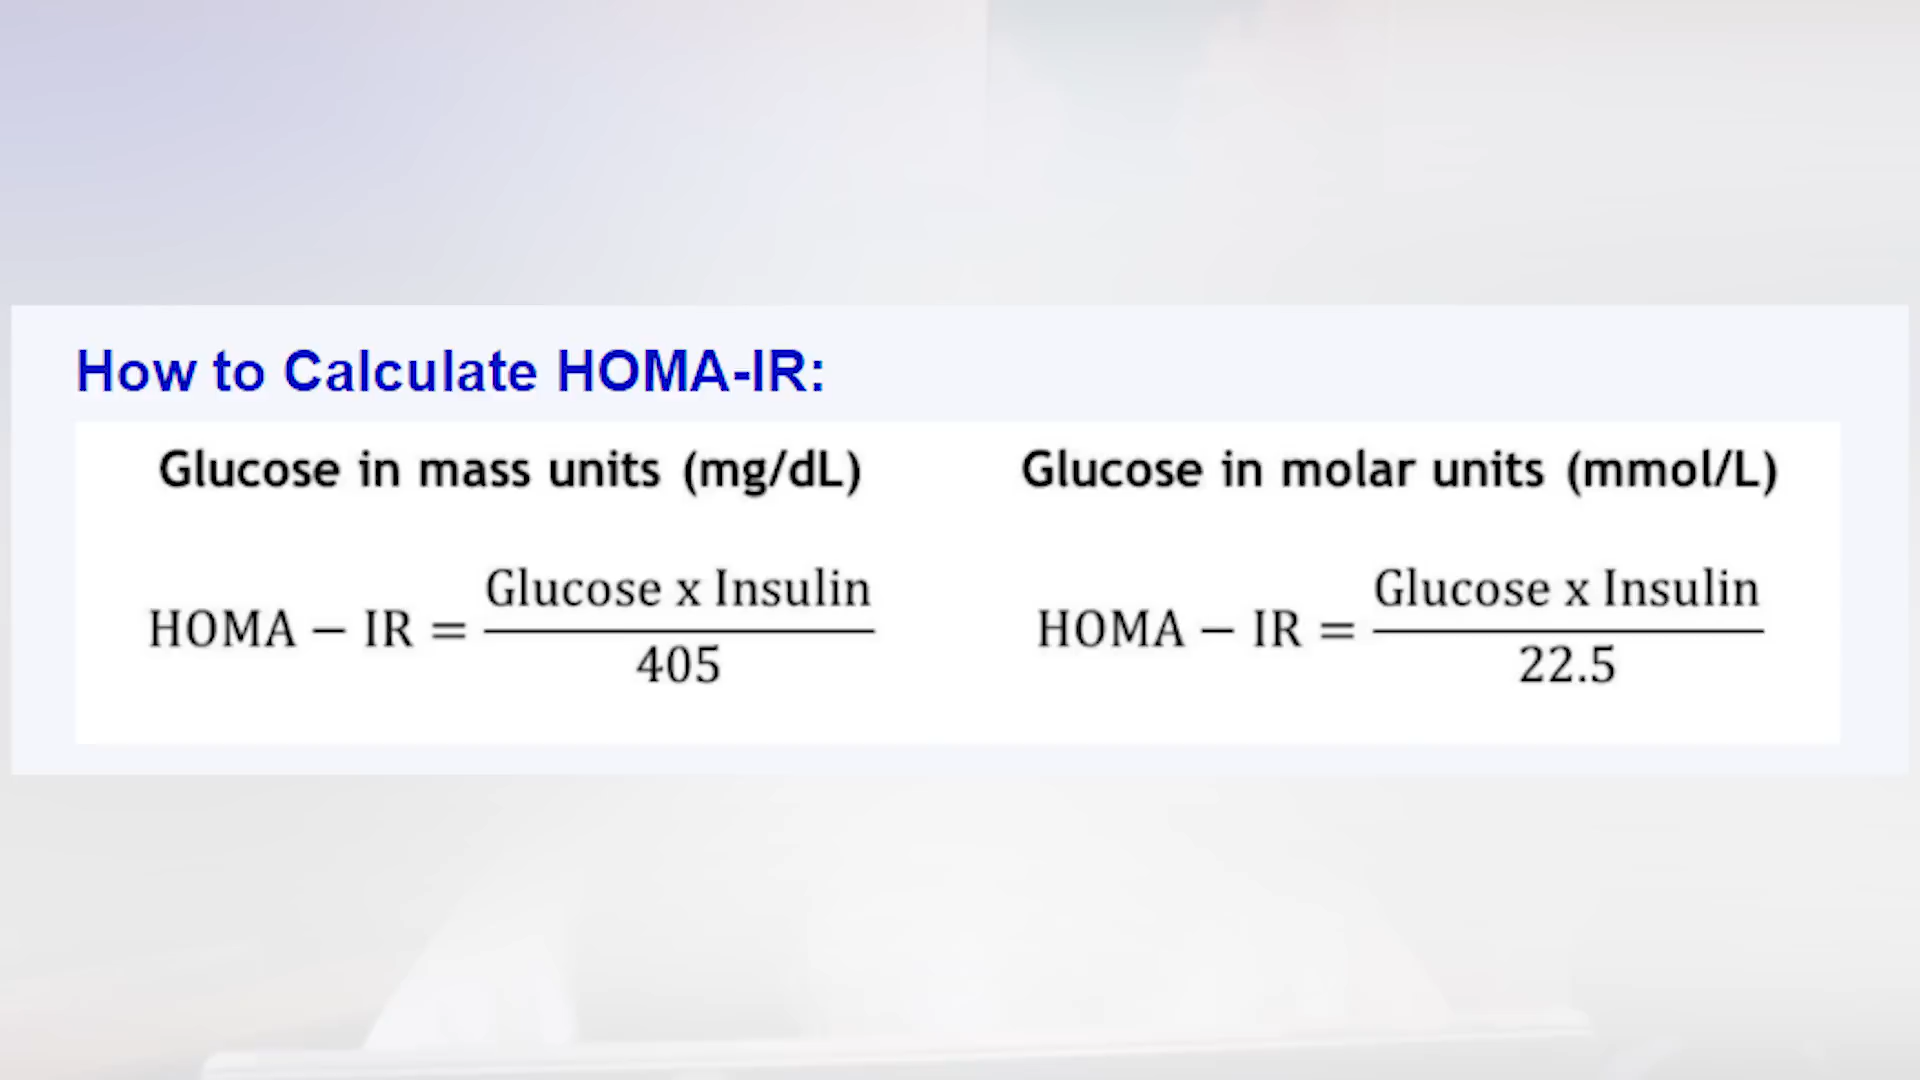 How to Calculate HOMA-IR:
Glucose in mass units (mg/dL)
HOMA – IR = Glucose x Insulin
405
Glucose in molar units (mmol/L)
HOMA – IR = Glucose x Insulin
22.5